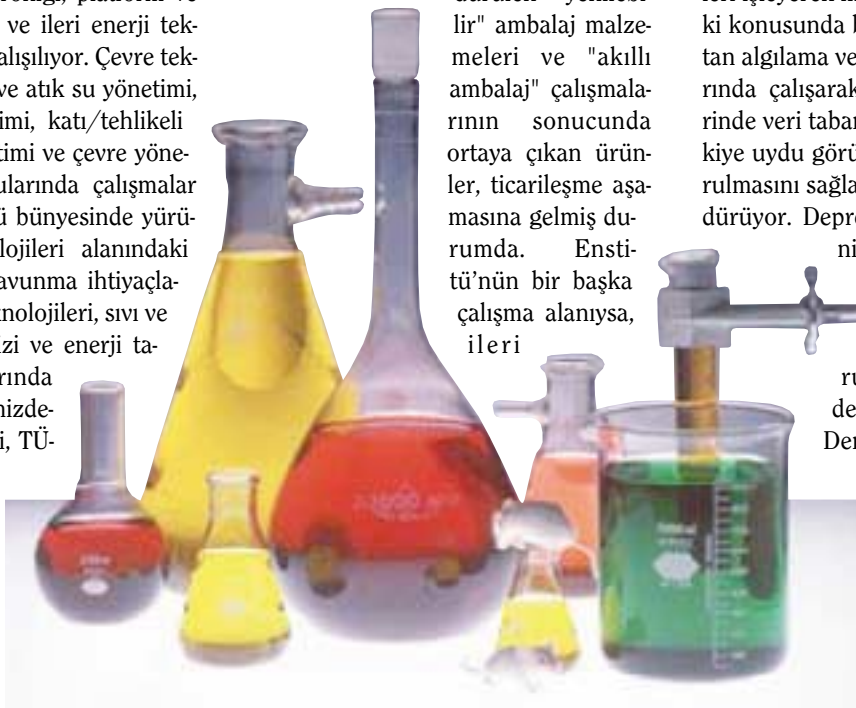 ve ileri enerji tek-
alışılıyor. Çevre tek-
ve atık su yönetimi,
imi, katı/tehlikeli
timi ve çevre yöne-
ularında çalışmalar
ü bünyesinde yürü-
lojileri alanındaki
avunma ihtiyaçla-
nolojileri, sıvı ve
izi ve enerji ta-
rında
nizde-
i, TÜ-
lir" ambalaj malze-
meleri ve "akıllı
ambalaj" çalışmala-
rının sonucunda
ortaya çıkan ürün-
ler, ticarileşme aşa-
masına gelmiş du-
rumda. Ensti-
tü'nün bir başka
çalışma alanıysa,
ileri
ki konusunda b
tan algılama ve
rında çalışarak
rinde veri taban
kiye uydu görü
rulmasını sağla
dürüyor. Depre
ni
ru
de
Der